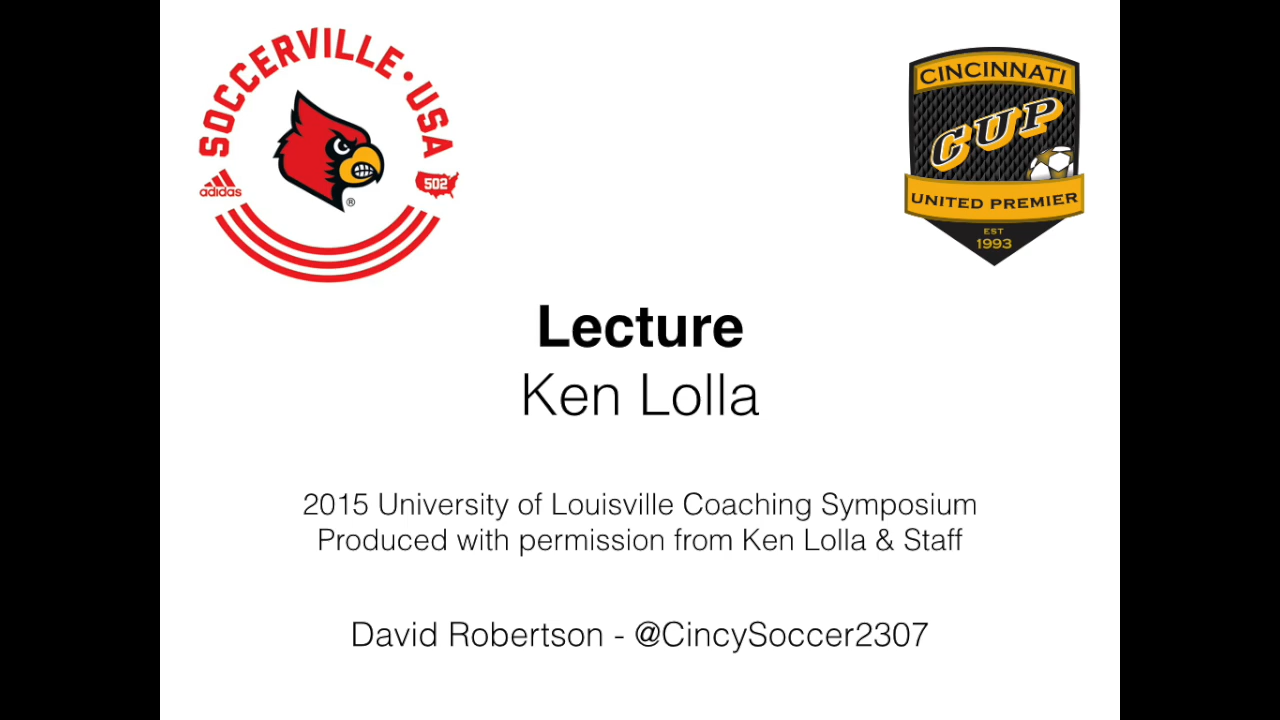 SOCCERVILLE • USA
adidas
502
®
CINCINNATI
CUP
UNITED PREMIER
EST
1993
Lecture
Ken Lolla
2015 University of Louisville Coaching Symposium
Produced with permission from Ken Lolla & Staff
David Robertson - @CincySoccer2307